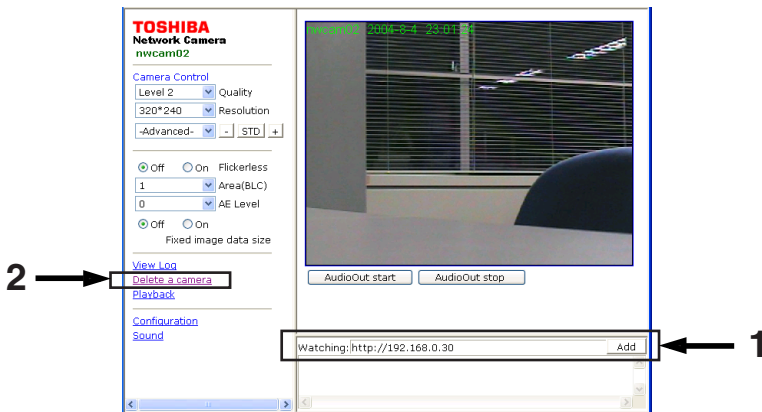 TOSHIBA
Network Camera
nwcam02
Camera Control
Level 2 Quality
320*240 Resolution
-Advanced- - STD +
Off On Flickerless
1 Area(BLC)
0 AE Level
Off On
Fixed image data size
View Log
Delete a camera
Playback
Configuration
Sound
2
nwcam02 2004-8-4 23:01:34
AudioOut start AudioOut stop
Watching: http://192.168.0.30 Add
1